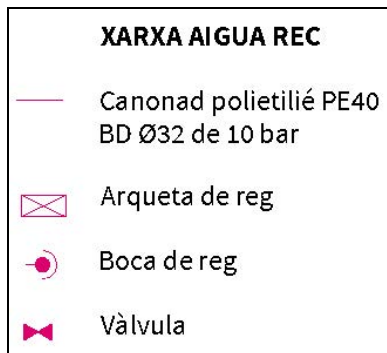 XARXA AIGUA REC
Canonad polietilié PE40
BD Ø32 de 10 bar
Arqueta de reg
Boca de reg
Vàlvula